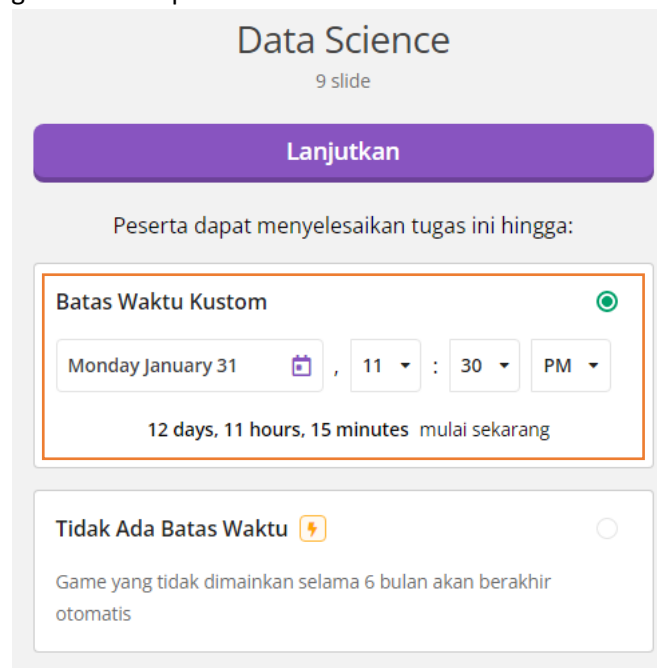 Data Science
9 slide
Lanjutkan
Peserta dapat menyelesaikan tugas ini hingga:
Batas Waktu Kustom
Monday January 31 , 11 : 30 PM
12 days, 11 hours, 15 minutes mulai sekarang
Tidak Ada Batas Waktu
Game yang tidak dimainkan selama 6 bulan akan berakhir
otomatis